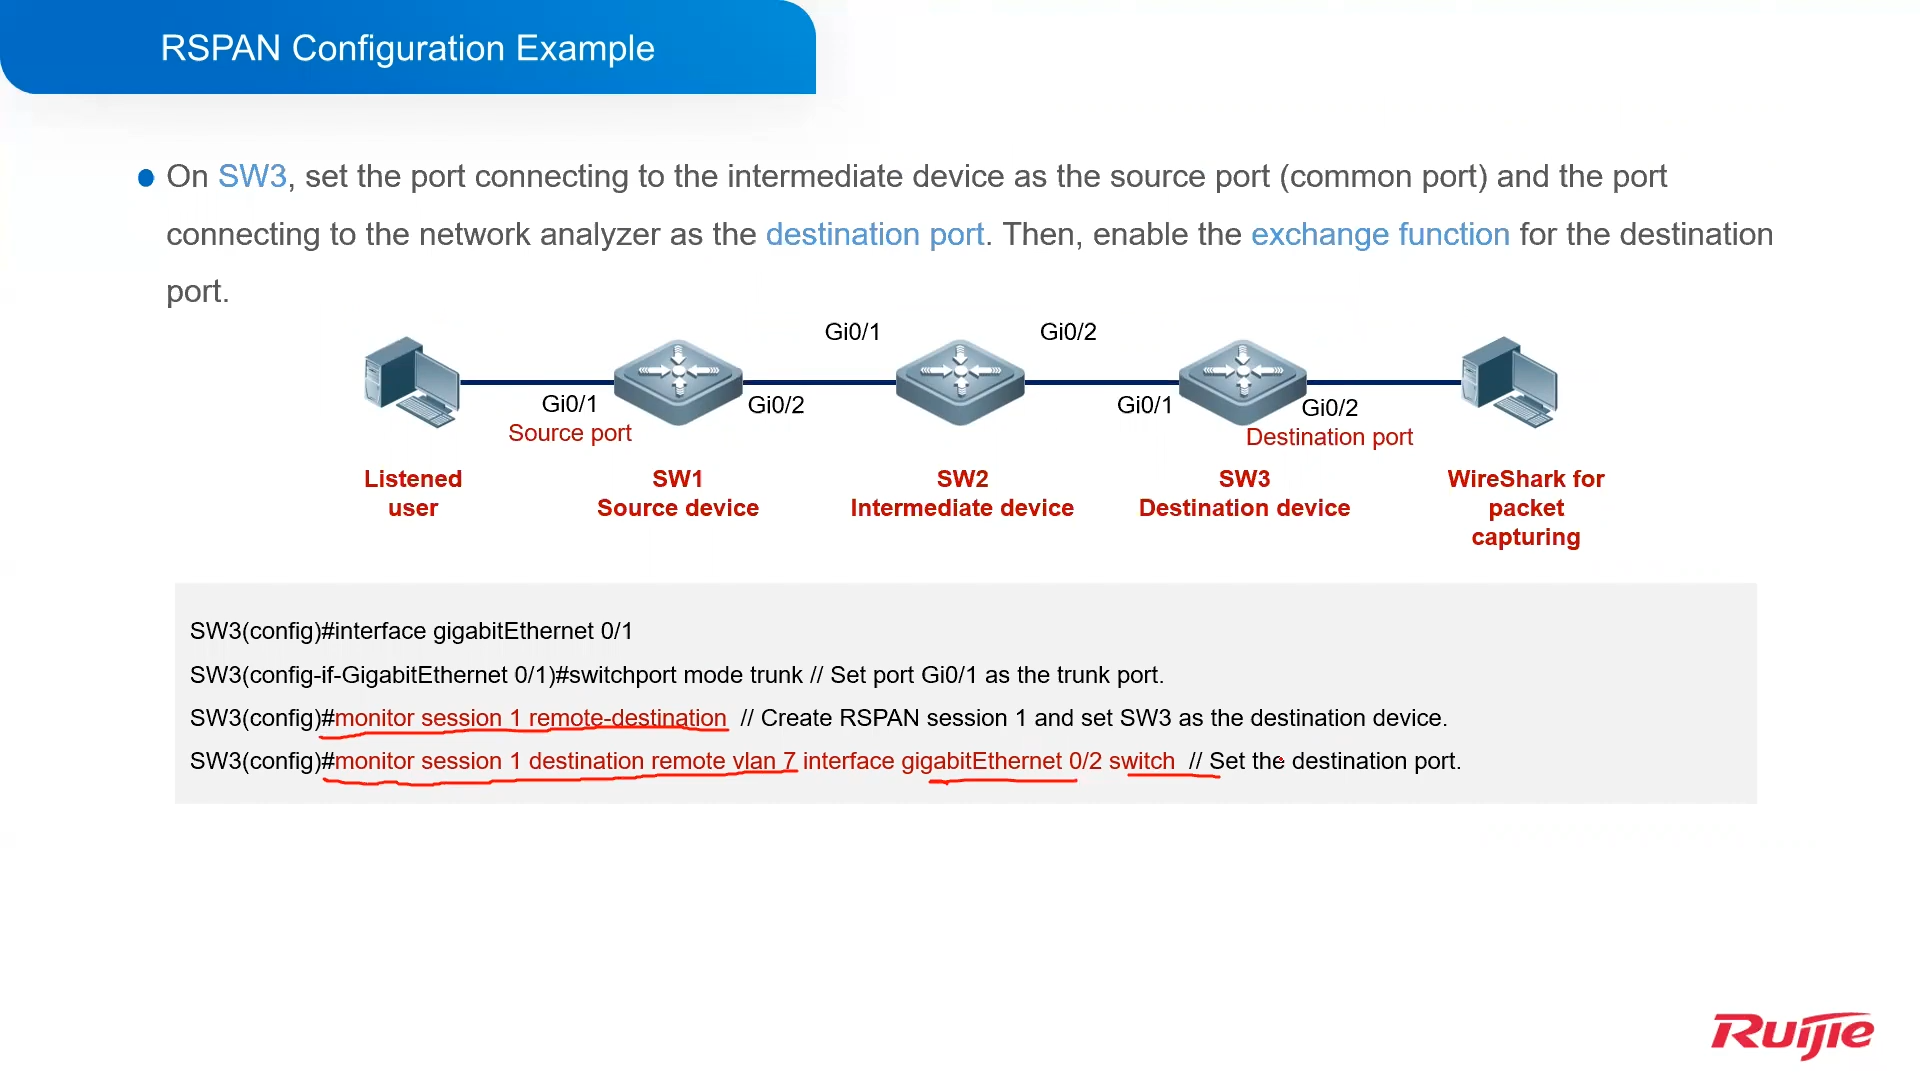 RSPAN Configuration Example
On SW3, set the port connecting to the intermediate device as the source port (common port) and the port
connecting to the network analyzer as the destination port. Then, enable the exchange function for the destination
port.
Gi0/1
Gi0/2
Gi0/1
Gi0/2
Gi0/1
Gi0/2
Source port
Destination port
Listened
user
SW1
Source device
SW2
Intermediate device
SW3
Destination device
WireShark for
packet
capturing
SW3(config)#interface gigabitEthernet 0/1
SW3(config-if-GigabitEthernet 0/1)#switchport mode trunk // Set port Gi0/1 as the trunk port.
SW3(config)#monitor session 1 remote-destination // Create RSPAN session 1 and set SW3 as the destination device.
SW3(config)#monitor session 1 destination remote vlan 7 interface gigabitEthernet 0/2 switch // Set the destination port.
Ruijie